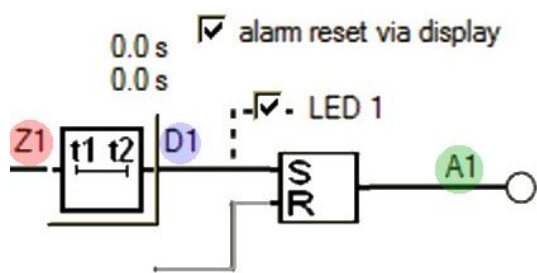 alarm reset via display
0.0 s
0.0 s
LED 1
Z1
t1 t2
D1
S
R
A1